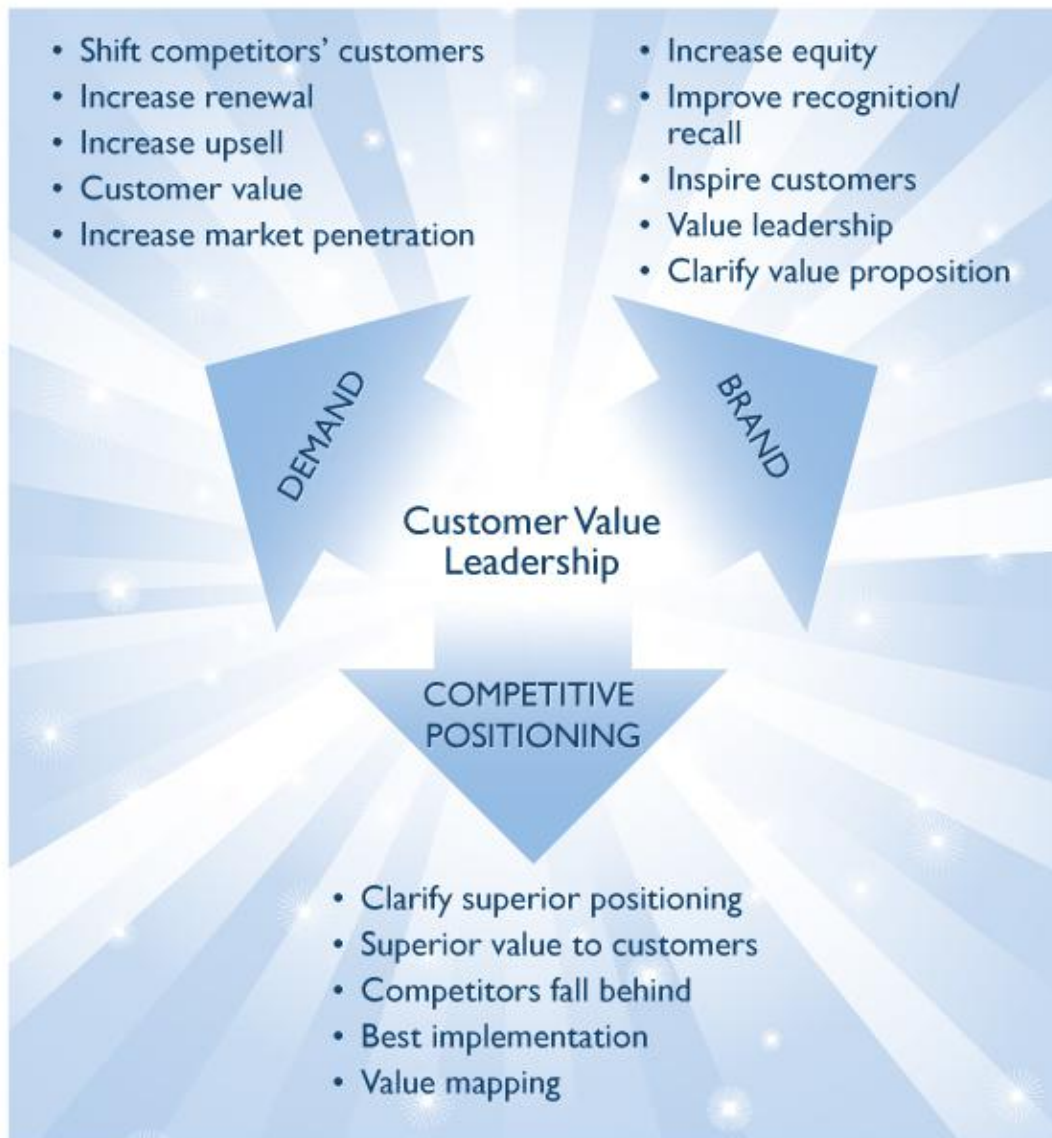 • Shift competitors’ customers
• Increase renewal
• Increase upsell
• Customer value
• Increase market penetration
• Increase equity
• Improve recognition/
recall
• Inspire customers
• Value leadership
• Clarify value proposition
DEMAND
BRAND
Customer Value
Leadership
COMPETITIVE
POSITIONING
• Clarify superior positioning
• Superior value to customers
• Competitors fall behind
• Best implementation
• Value mapping